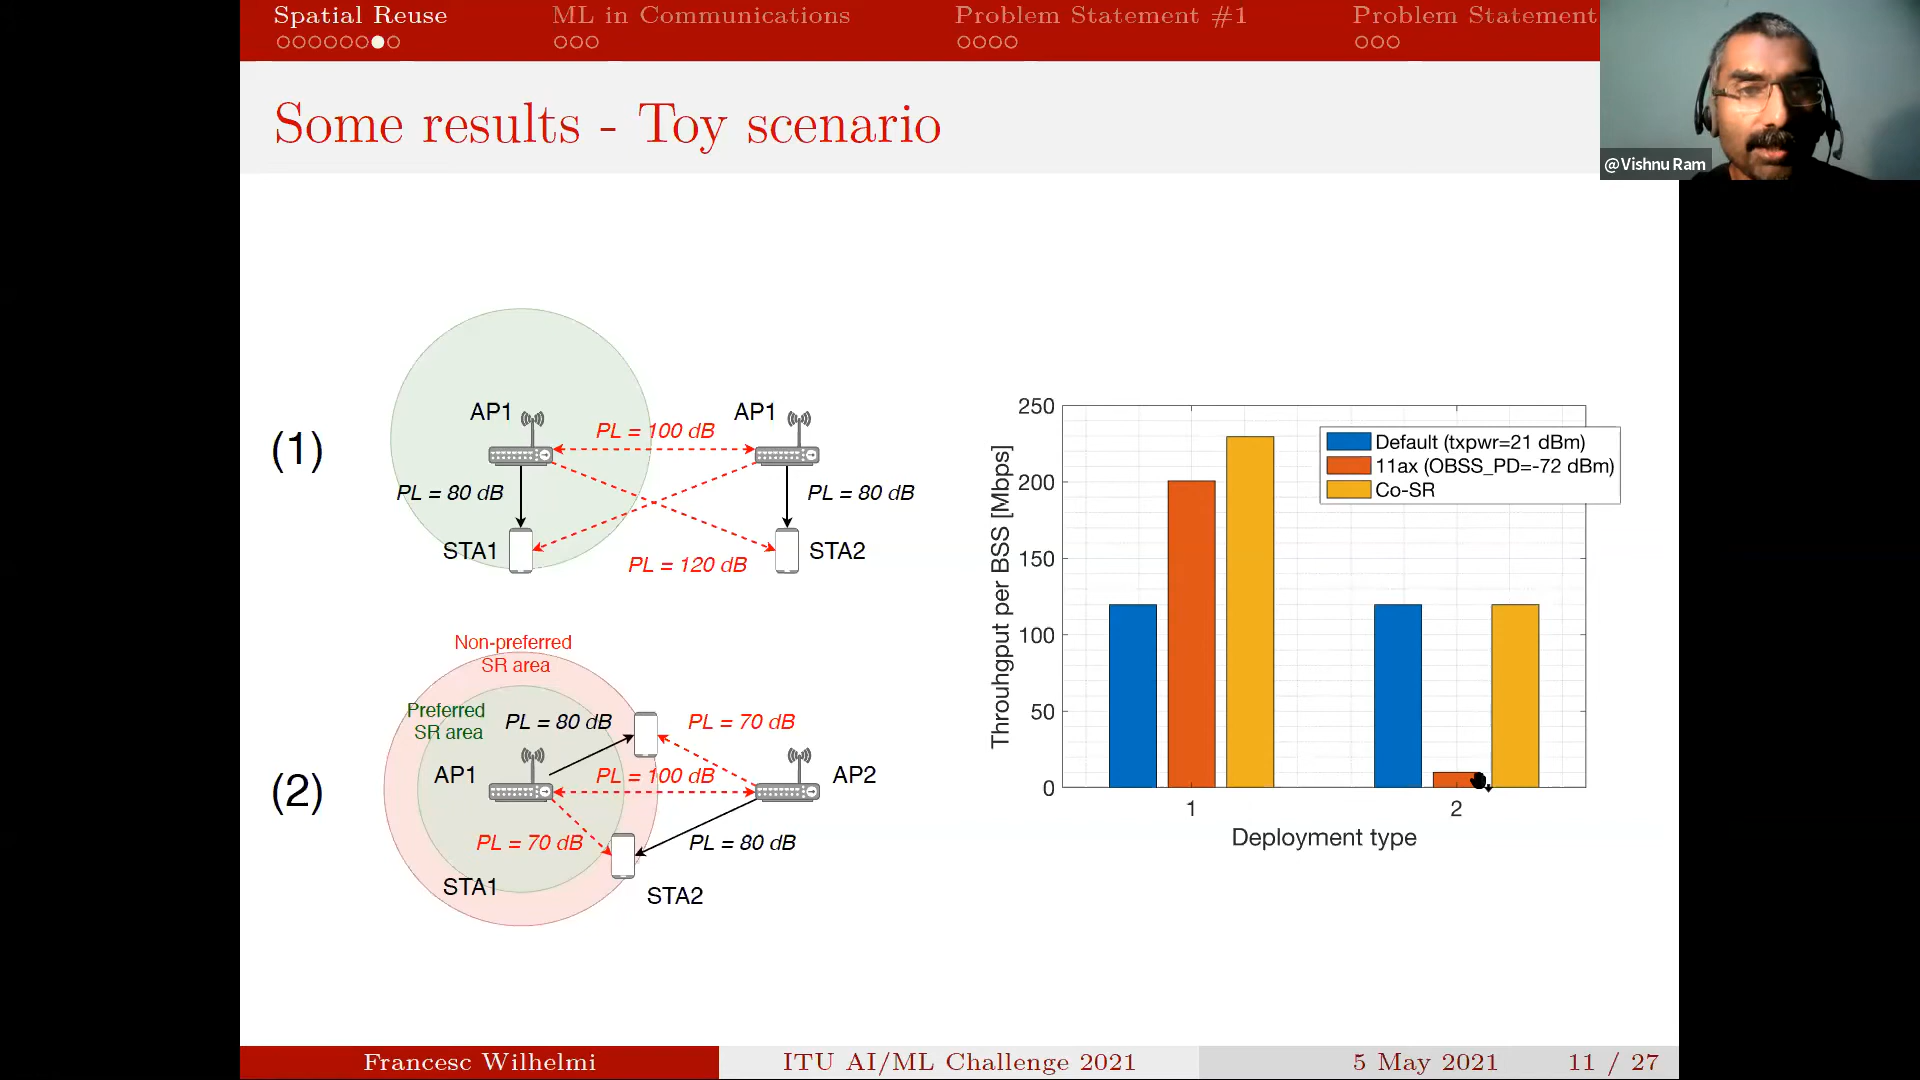 Spatial Reuse
ML in Communications
Problem Statement #1
Problem Statement
@Vishnu Ram
Some results - Toy scenario
(1)
AP1
AP1
PL = 100 dB
PL = 80 dB
PL = 80 dB
STA1
STA2
PL = 120 dB
(2)
Non-preferred
SR area
Preferred
SR area
PL = 80 dB
PL = 70 dB
AP1
PL = 100 dB
AP2
PL = 70 dB
PL = 80 dB
STA1
STA2
Throuhgput per BSS [Mbps]
250
200
150
100
50
0
Default (txpwr=21 dBm)
11ax (OBSS_PD=-72 dBm)
Co-SR
1
2
Deployment type
Francesc Wilhelmi
ITU AI/ML Challenge 2021
5 May 2021
11 / 27